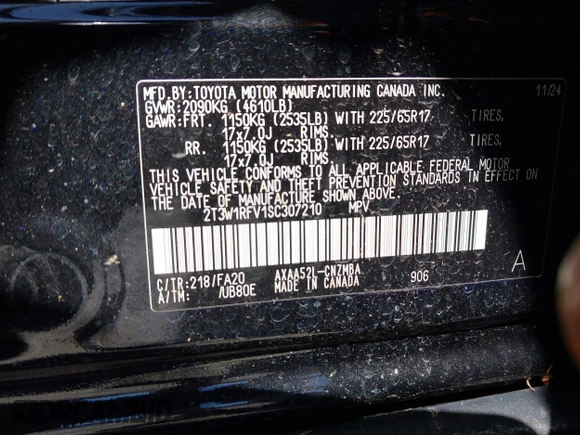 MFD.BY:TOYOTA MOTOR MANUFACTURING CANADA INC. 11/24
GVWR:2090KG (4610LB)
GAWR:FRT. 1150KG (2535LB) WITH 225/65R17 TIRES,
17x7.0J RIMS.
RR. 1150KG (2535LB) WITH 225/65R17 TIRES,
17x7.0J RIMS.
THIS VEHICLE CONFORMS TO ALL APPLICABLE FEDERAL MOTOR
VEHICLE SAFETY AND THEFT PREVENTION STANDARDS IN EFFECT ON
THE DATE OF MANUFACTURE SHOWN ABOVE.
2T3W1RFV1SC307210 MPV
C/TR:218/FA20 AXAA52L-CNZMBA 906 A
A/TM: /UB80E MADE IN CANADA